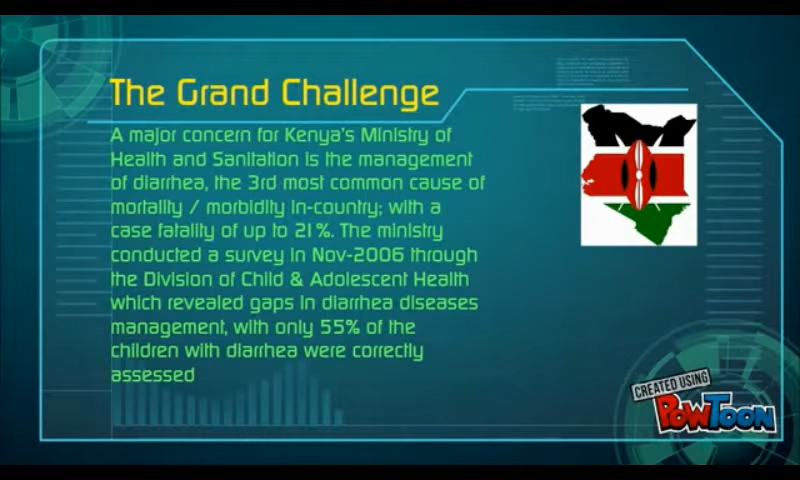 The Grand Challenge
A major concern for Kenya's Ministry of
Health and Sanitation is the management
of diarrhea, the 3rd most common cause of
mortality / morbidity in-country; with a
case fatality of up to 21%. The ministry
conducted a survey in Nov-2006 through
the Division of Child & Adolescent Health
which revealed gaps in diarrhea diseases
management, with only 55% of the
children with diarrhea were correctly
assessed
CREATED USING
POWTOON